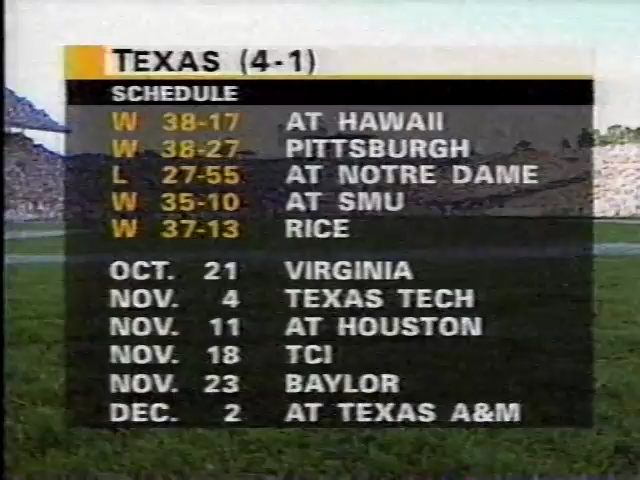 TEXAS (4-1)
SCHEDULE
W 38-17 AT HAWAII
W 38-27 PITTSBURGH
L 27-55 AT NOTRE DAME
W 35-10 AT SMU
W 37-13 RICE
OCT. 21 VIRGINIA
NOV. 4 TEXAS TECH
NOV. 11 AT HOUSTON
NOV. 18 TCI
NOV. 23 BAYLOR
DEC. 2 AT TEXAS A&M